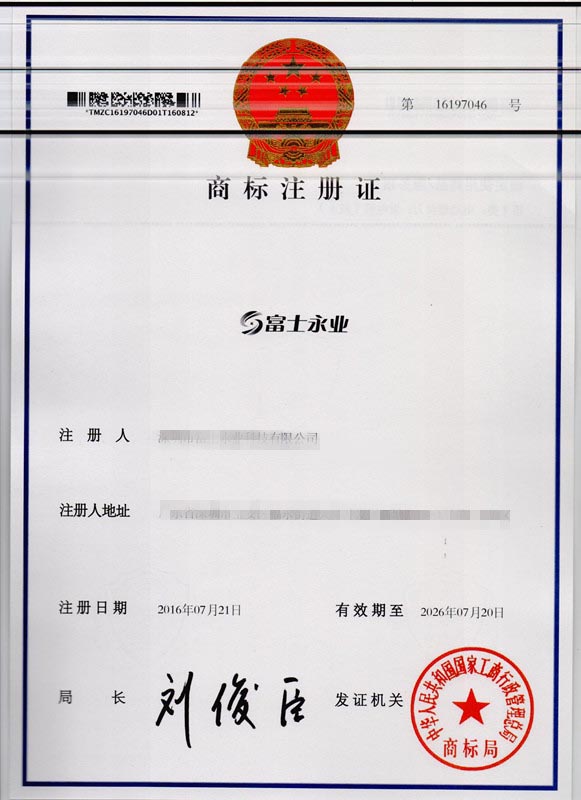 *TMZC16197046D01T160812*
第 16197046 号
商标注册证
富士永业
注册人
有限公司
注册人地址
注册日期 2016年07月21日 有效期至 2026年07月20日
局长 刘俊臣 发证机关
中华人民共和国国家工商行政管理总局
商标局